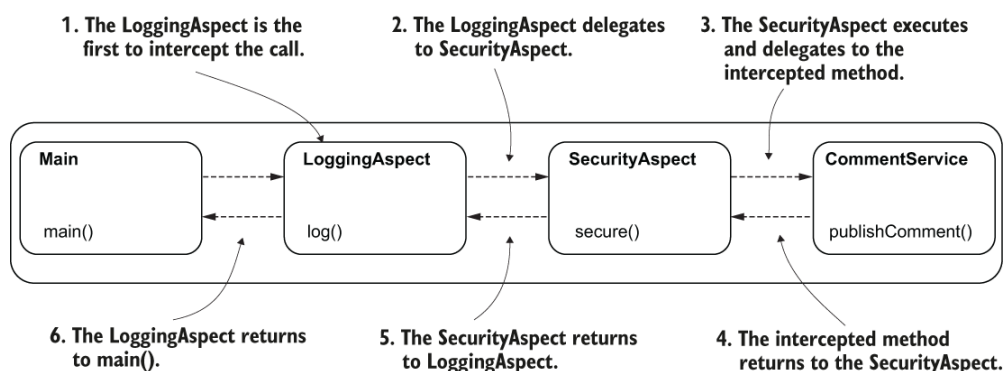 1. The LoggingAspect is the
first to intercept the call.
2. The LoggingAspect delegates
to SecurityAspect.
3. The SecurityAspect executes
and delegates to the
intercepted method.
Main
LoggingAspect
SecurityAspect
CommentService
main()
log()
secure()
publishComment()
6. The LoggingAspect returns
to main().
5. The SecurityAspect returns
to LoggingAspect.
4. The intercepted method
returns to the SecurityAspect.